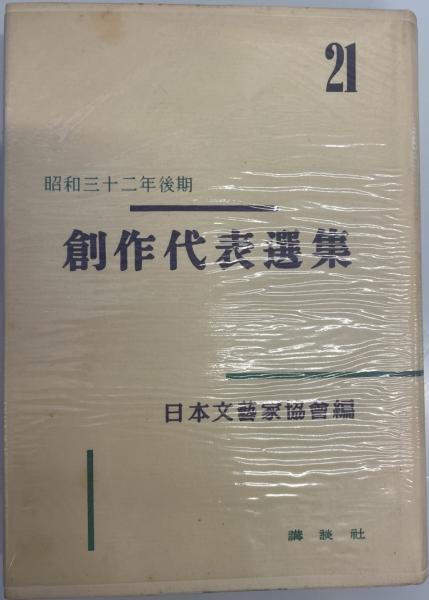 21
昭和三十二年後期
創作代表選集
日本文藝家協會編
講談社